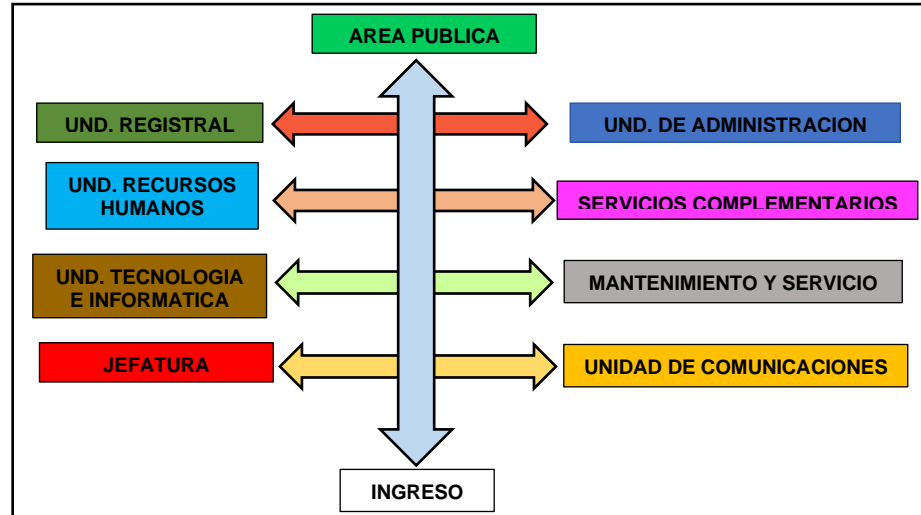 AREA PUBLICA
UND. REGISTRAL
UND. DE ADMINISTRACION
UND. RECURSOS
HUMANOS
SERVICIOS COMPLEMENTARIOS
UND. TECNOLOGIA
E INFORMATICA
MANTENIMIENTO Y SERVICIO
JEFATURA
UNIDAD DE COMUNICACIONES
INGRESO